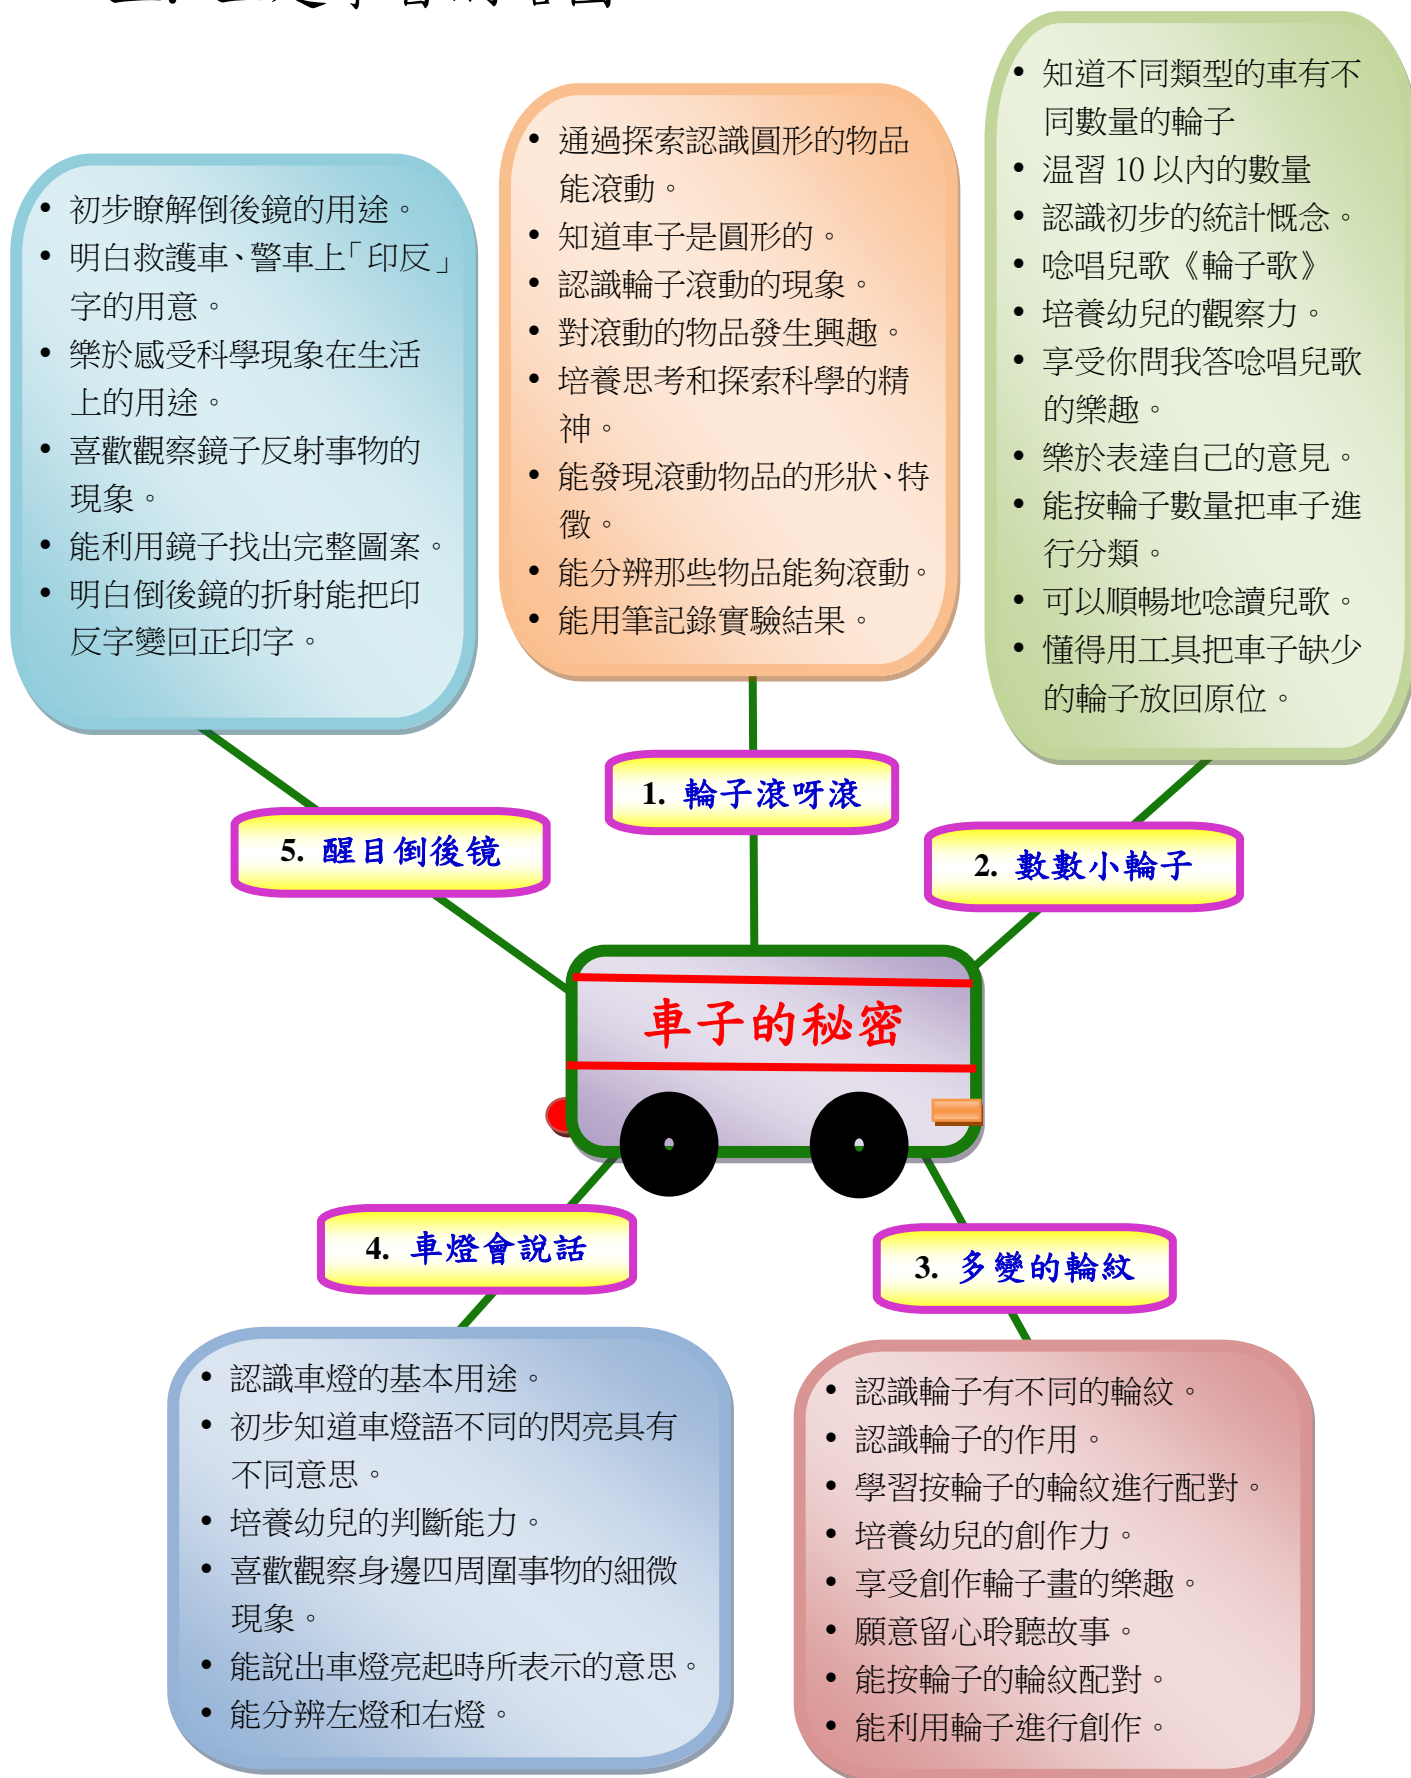 車子的秘密
1. 輪子滾呀滾
通過探索認識圓形的物品
能滾動。
知道車子是圓形的。
認識輪子滾動的現象。
對滾動的物品發生興趣。
培養思考和探索科學的精
神。
能發現滾動物品的形狀、特
徵。
能分辨那些物品能夠滾動。
能用筆記錄實驗結果。
2. 數數小輪子
知道不同類型的車有不
同數量的輪子
温習 10 以內的數量
認識初步的統計慨念。
唸唱兒歌《輪子歌》
培養幼兒的觀察力。
享受你問我答唸唱兒歌
的樂趣。
樂於表達自己的意見。
能按輪子數量把車子進
行分類。
可以順暢地唸讀兒歌。
懂得用工具把車子缺少
的輪子放回原位。
3. 多變的輪紋
認識輪子有不同的輪紋。
認識輪子的作用。
學習按輪子的輪紋進行配對。
培養幼兒的創作力。
享受創作輪子畫的樂趣。
願意留心聆聽故事。
能按輪子的輪紋配對。
能利用輪子進行創作。
4. 車燈會說話
認識車燈的基本用途。
初步知道車燈語不同的閃亮具有
不同意思。
培養幼兒的判斷能力。
喜歡觀察身邊四周圍事物的細微
現象。
能說出車燈亮起時所表示的意思。
能分辨左燈和右燈。
5. 醒目倒後镜
初步瞭解倒後鏡的用途。
明白救護車、警車上「印反」
字的用意。
樂於感受科學現象在生活
上的用途。
喜歡觀察鏡子反射事物的
現象。
能利用鏡子找出完整圖案。
明白倒後鏡的折射能把印
反字變回正印字。